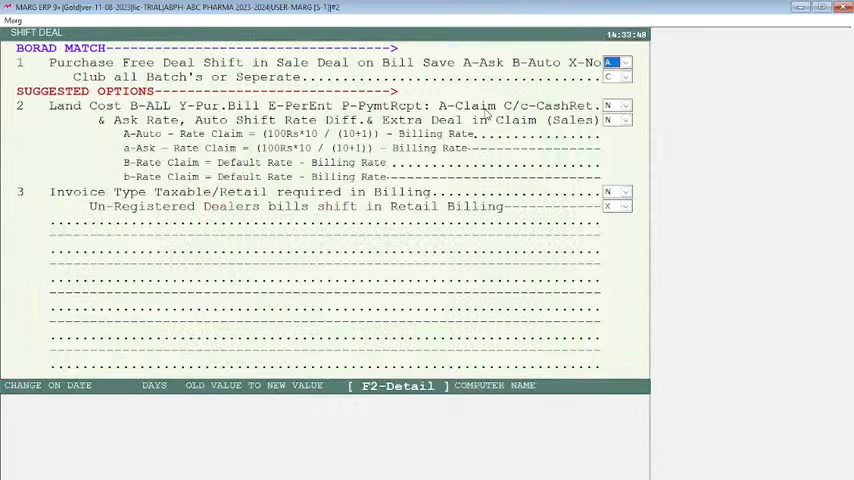 MARG ERP 9+|Gold|ver-11-08-2023|lic-TRIAL|ABPH-ABC PHARMA 2023-2024|USER-MARG [S-1]|#2
Marg
SHIFT DEAL
14:33:48
BORAD MATCH-------------------------------->
1 Purchase Free Deal Shift in Sale Deal on Bill Save A-Ask B-Auto X-No A
Club all Batch's or Seperate................................. C
SUGGESTED OPTIONS--------------------------->
2 Land Cost B-ALL Y-Pur.Bill E-PerEnt P-PymtRcpt: A-Claim C/c-CashRet. N
& Ask Rate, Auto Shift Rate Diff.& Extra Deal in Claim (Sales) N
A-Auto - Rate Claim = (100Rs*10 / (10+1)) - Billing Rate..................
a-Ask - Rate Claim = (100Rs*10 / (10+1)) - Billing Rate-------------------
B-Rate Claim = Default Rate - Billing Rate ..............................
b-Rate Claim = Default Rate - Billing Rate-------------------------------
3 Invoice Type Taxable/Retail required in Billing.................... N
Un-Registered Dealers bills shift in Retail Billing------------ X
CHANGE ON DATE DAYS OLD VALUE TO NEW VALUE [ F2-Detail ] COMPUTER NAME